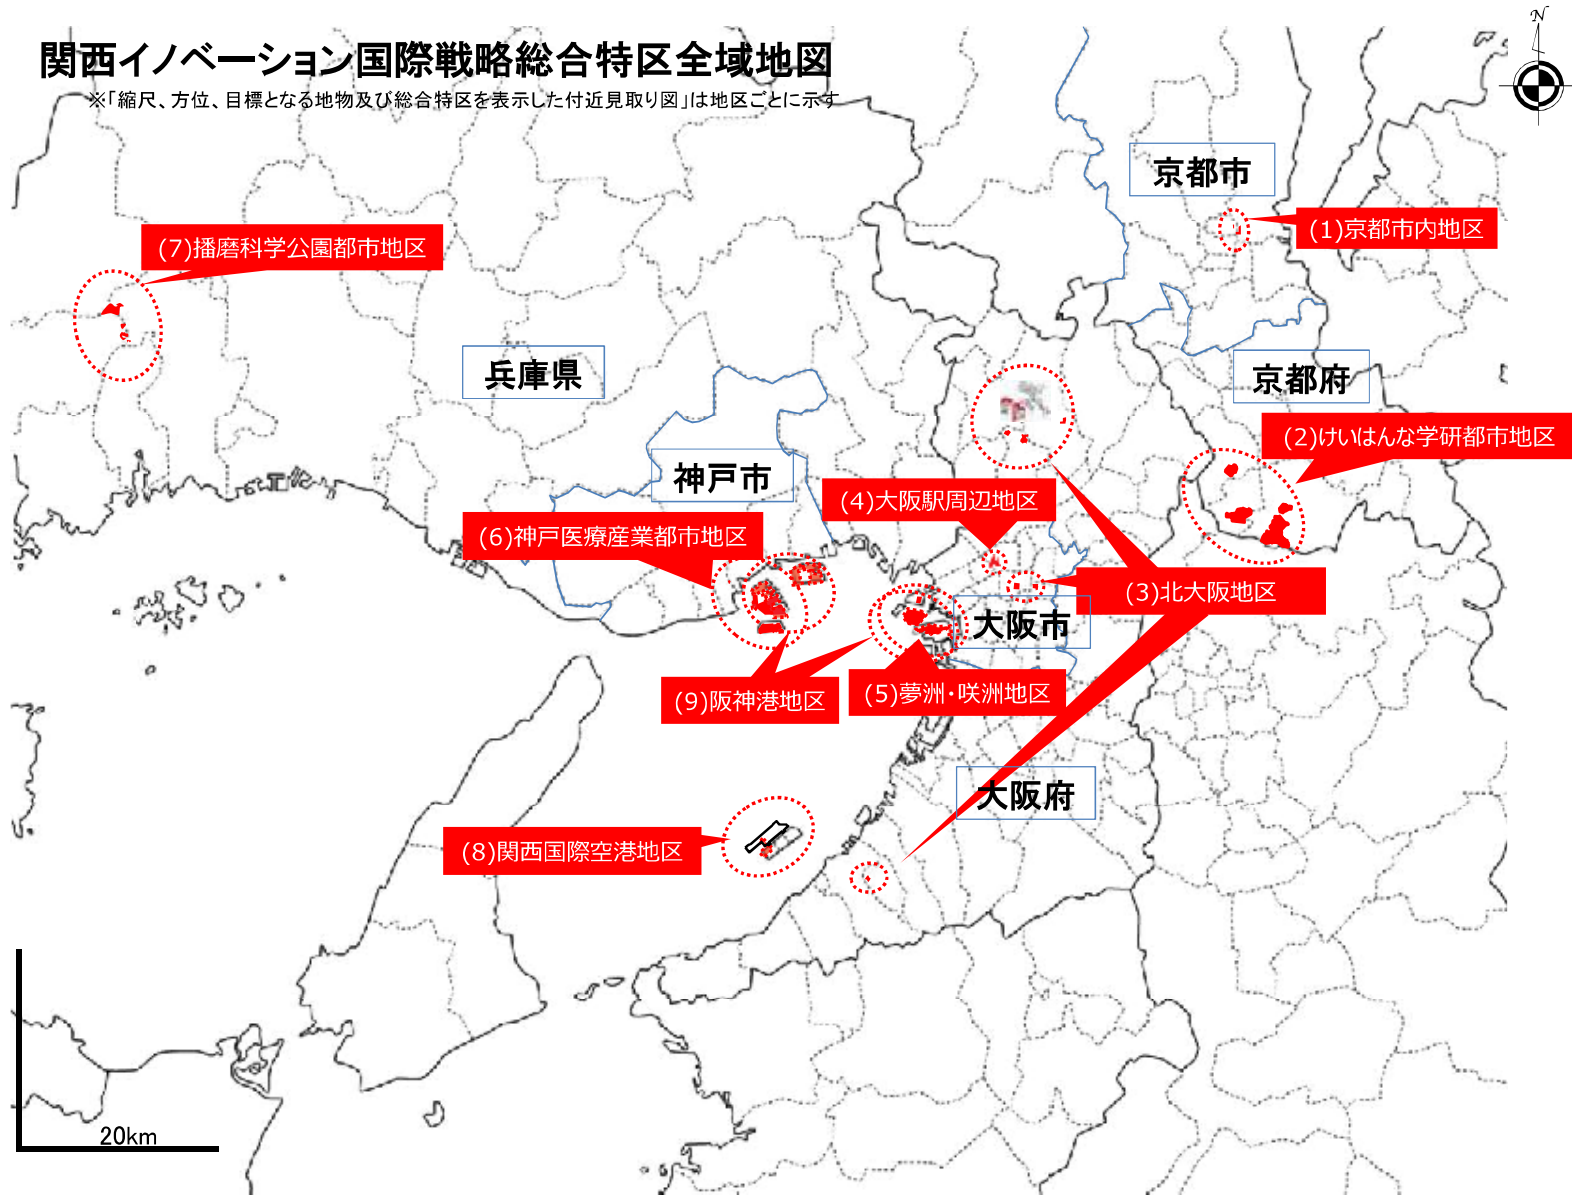 関西イノベーション国際戦略総合特区全域地図
※「縮尺、方位、目標となる地物及び総合特区を表示した付近見取り図」は地区ごとに示す
N
京都市
(1)京都市内地区
(7)播磨科学公園都市地区
兵庫県
京都府
(2)けいはんな学研都市地区
神戸市
(4)大阪駅周辺地区
(6)神戸医療産業都市地区
(3)北大阪地区
大阪市
(9)阪神港地区
(5)夢洲・咲洲地区
大阪府
(8)関西国際空港地区
20km